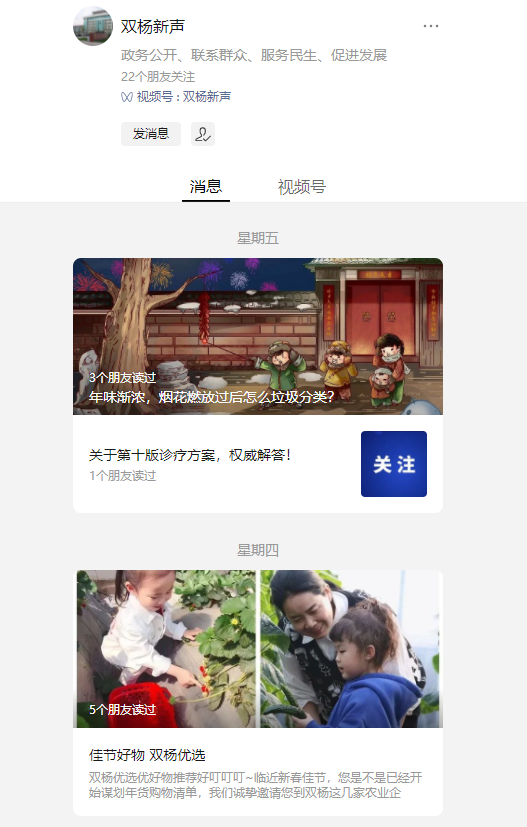 双杨新声
政务公开、联系群众、服务民生、促进发展
22个朋友关注
视频号：双杨新声
发消息
消息
视频号
星期五
3个朋友读过
年味渐浓，烟花燃放过后怎么垃圾分类？
关于第十版诊疗方案，权威解答！
1个朋友读过
关注
星期四
5个朋友读过
佳节好物 双杨优选
双杨优选优好物推荐好叮叮叮~临近新春佳节，您是不是已经开
始谋划年货购物清单，我们诚挚邀请您到双杨这几家农业企